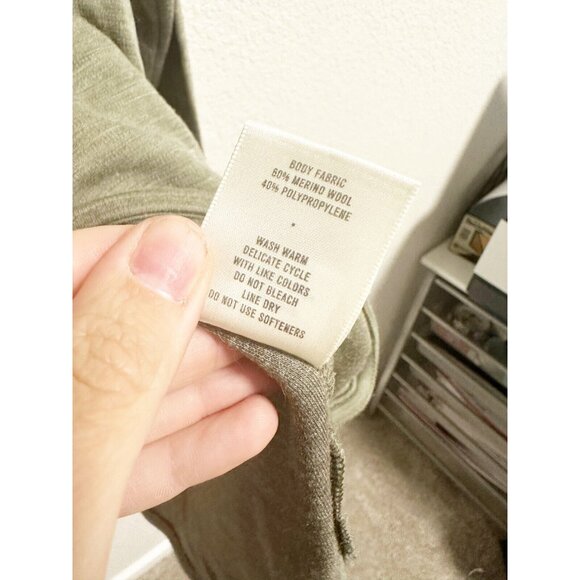 BODY FABRIC
60% MERINO WOOL
40% POLYPROPYLENE
WASH WARM
DELICATE CYCLE
WITH LIKE COLORS
DO NOT BLEACH
LINE DRY
DO NOT USE SOFTENERS